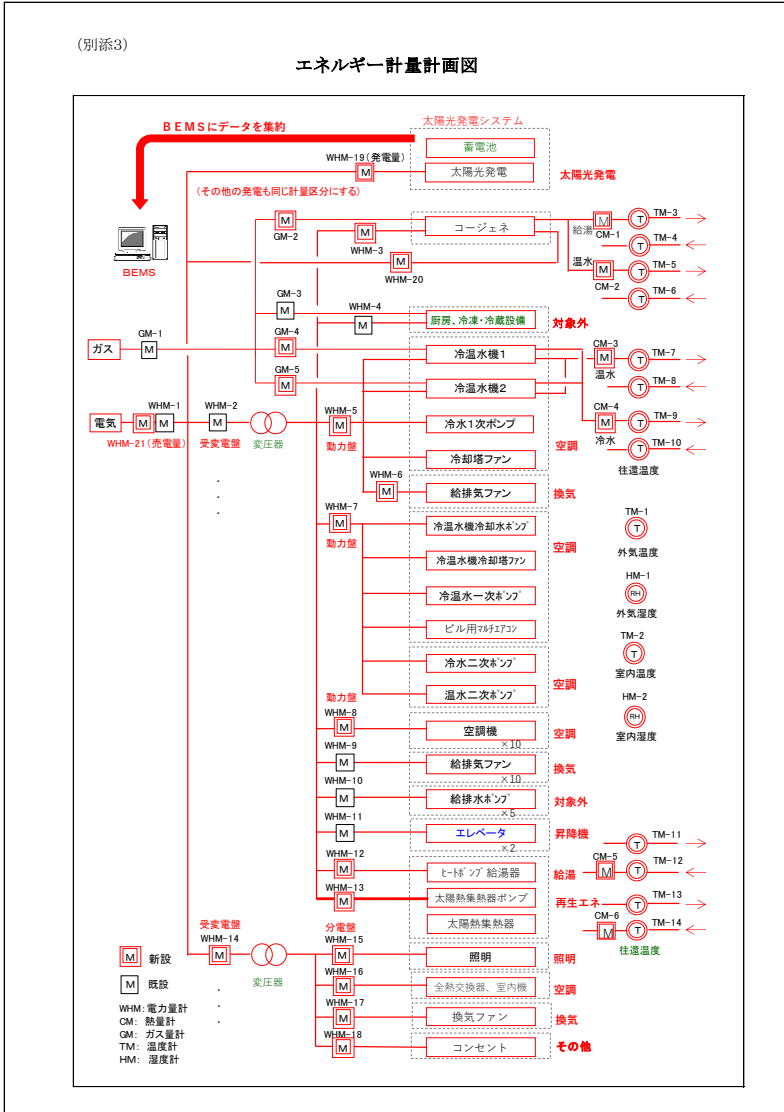 (別添3)
エネルギー計量計画図
太陽光発電システム
BEMSにデータを集約
蓄電池
WHM-19(発電量)
M
太陽光発電
太陽光発電
(その他の発電も同じ計量区分にする)
M
GM-2
M
WHM-3
コージェネ
給湯
M
CM-1
T
TM-3
T
TM-4
M
WHM-20
温水
M
CM-2
T
TM-5
T
TM-6
BEMS
GM-3
M
WHM-4
M
厨房、冷凍・冷蔵設備
対象外
GM-1
ガス
M
GM-4
M
冷温水機1
CM-3
M
温水
T
TM-7
GM-5
M
冷温水機2
T
TM-8
電気
M
WHM-1
M
WHM-21(売電量)
WHM-2
M
受変電盤
変圧器
WHM-5
M
動力盤
冷水1次ポンプ
空調
CM-4
M
冷水
T
TM-9
T
TM-10
往還温度
冷却塔ファン
WHM-6
M
給排気ファン
換気
WHM-7
M
動力盤
冷温水機冷却水ポンプ
空調
TM-1
T
外気温度
冷温水機冷却塔ファン
冷温水一次ポンプ
HM-1
RH
外気湿度
ビル用マルチエアコン
冷水二次ポンプ
TM-2
T
室内温度
空調
温水二次ポンプ
動力盤
HM-2
RH
室内湿度
WHM-8
M
空調機
×10
空調
WHM-9
M
給排気ファン
×10
換気
WHM-10
M
給排水ポンプ
×5
対象外
WHM-11
M
エレベータ
×2
昇降機
T
TM-11
WHM-12
M
ヒートポンプ給湯器
給湯
CM-5
M
T
TM-12
WHM-13
M
太陽熱集熱器ポンプ
再生エネ
T
TM-13
太陽熱集熱器
CM-6
M
T
TM-14
往還温度
受変電盤
WHM-14
M
変圧器
分電盤
WHM-15
M
照明
照明
WHM-16
M
全熱交換器、室内機
空調
WHM-17
M
換気ファン
換気
WHM-18
M
コンセント
その他
M 新設
M 既設
WHM:電力量計
CM: 熱量計
GM: ガス量計
TM: 温度計
HM: 湿度計